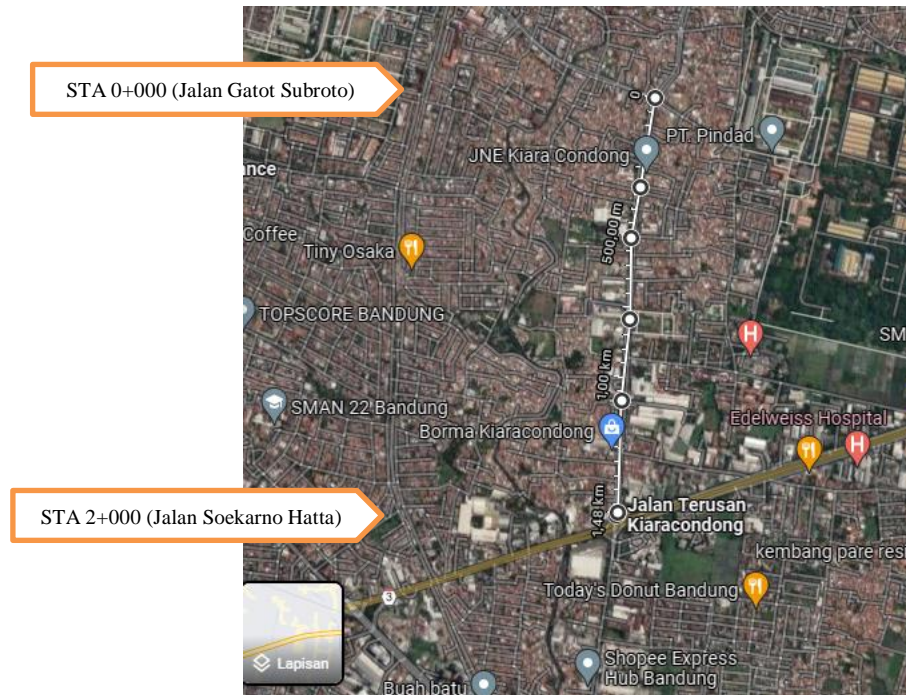 STA 0+000 (Jalan Gatot Subroto)
0
PT. Pindad
JNE Kiara Condong
ance
Coffee
500,00 m
Tiny Osaka
TOPSCORE BANDUNG
H
SM
1,00 km
SMAN 22 Bandung
Borma Kiaracondong
Edelweiss Hospital
H
STA 2+000 (Jalan Soekarno Hatta)
1,48 km
Jalan Terusan
Kiaracondong
kembang pare resi
3
Today's Donut Bandung
Lapisan
Shopee Express
Hub Bandung
Buah batu